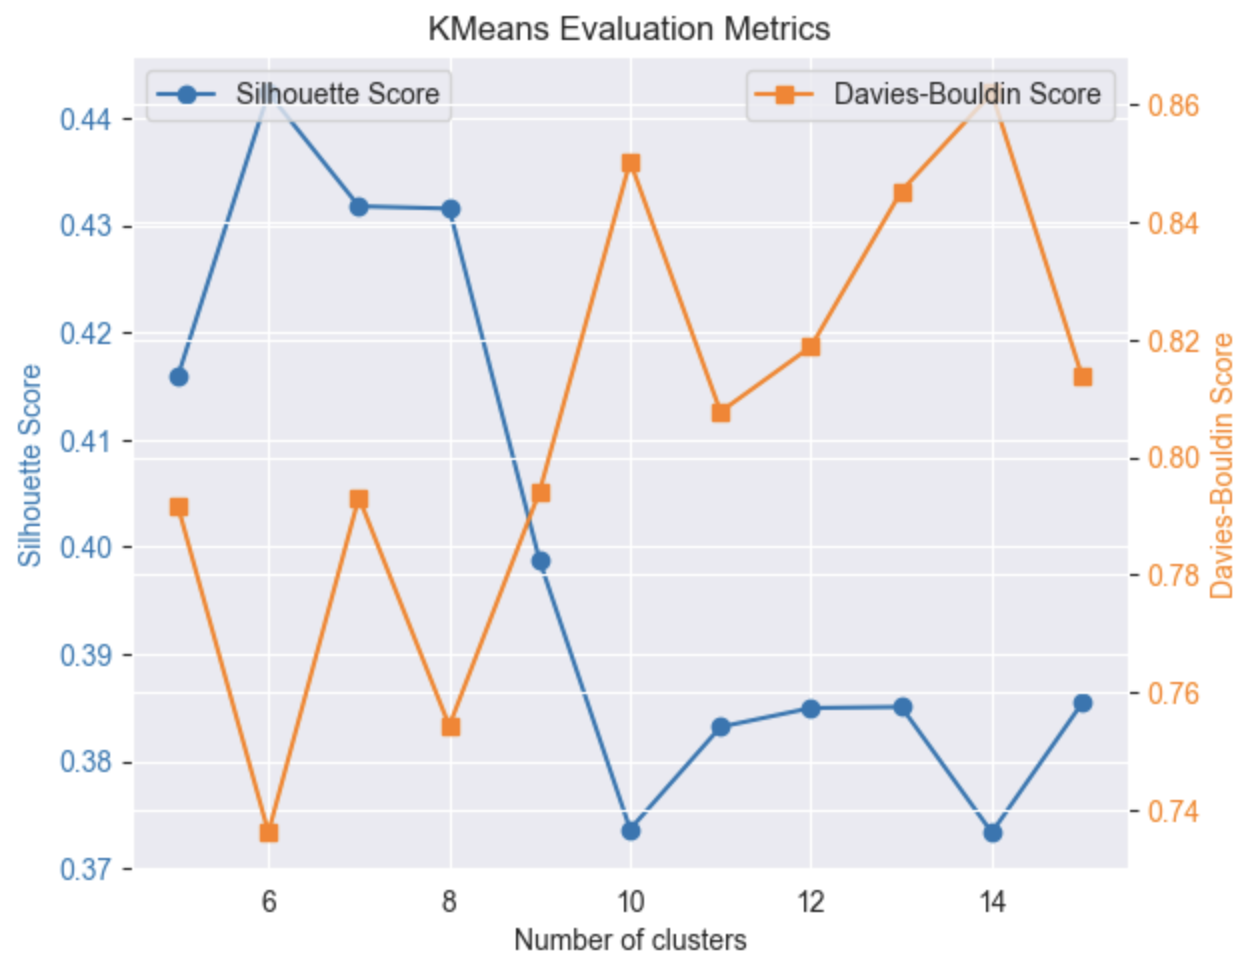 KMeans Evaluation Metrics
Silhouette Score
Davies-Bouldin Score
0.44
0.43
0.42
0.41
0.40
0.39
0.38
0.37
Silhouette Score
0.86
0.84
0.82
0.80
0.78
0.76
0.74
Davies-Bouldin Score
6 8 10 12 14
Number of clusters